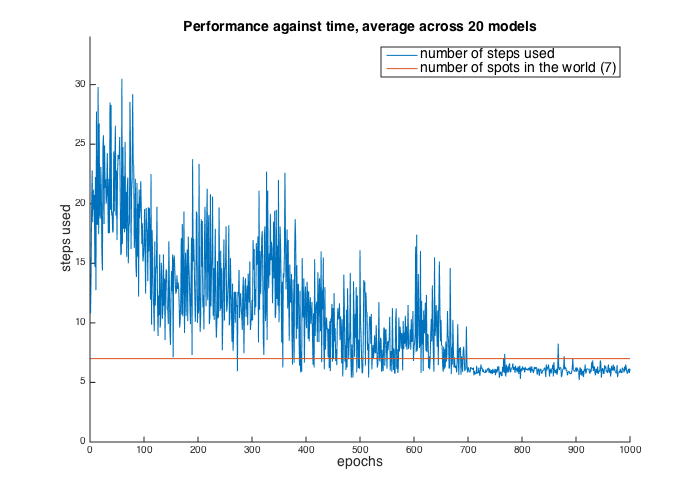 Performance against time, average across 20 models
number of steps used
number of spots in the world (7)
steps used
30
25
20
15
10
5
0
0 100 200 300 400 500 600 700 800 900 1000
epochs